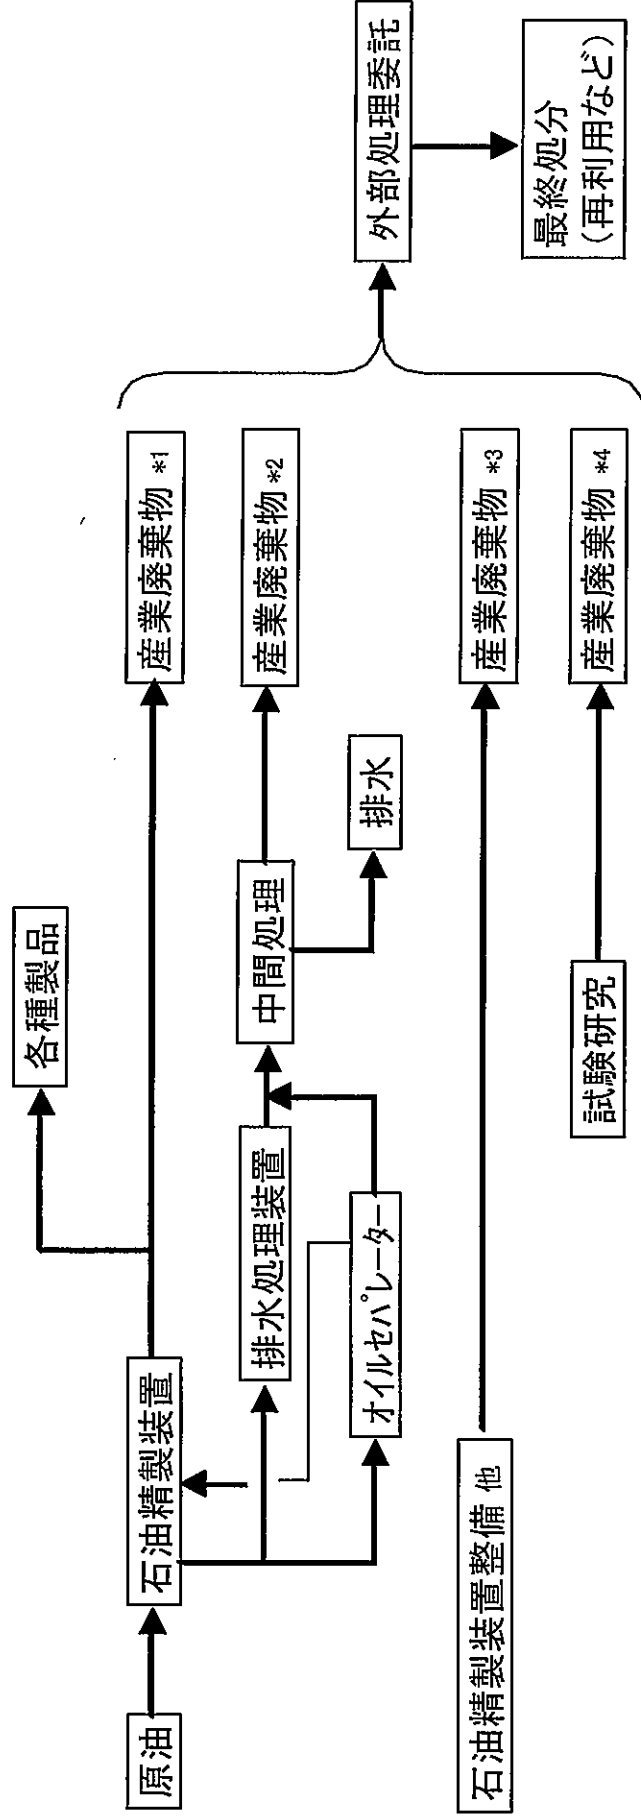 原油
石油精製装置
各種製品
産業廃棄物 *1
排水処理装置
中間処理
産業廃棄物 *2
オイルセパレーター
排水
石油精製装置整備 他
産業廃棄物 *3
試験研究
産業廃棄物 *4
外部処理委託
最終処分
(再利用など)